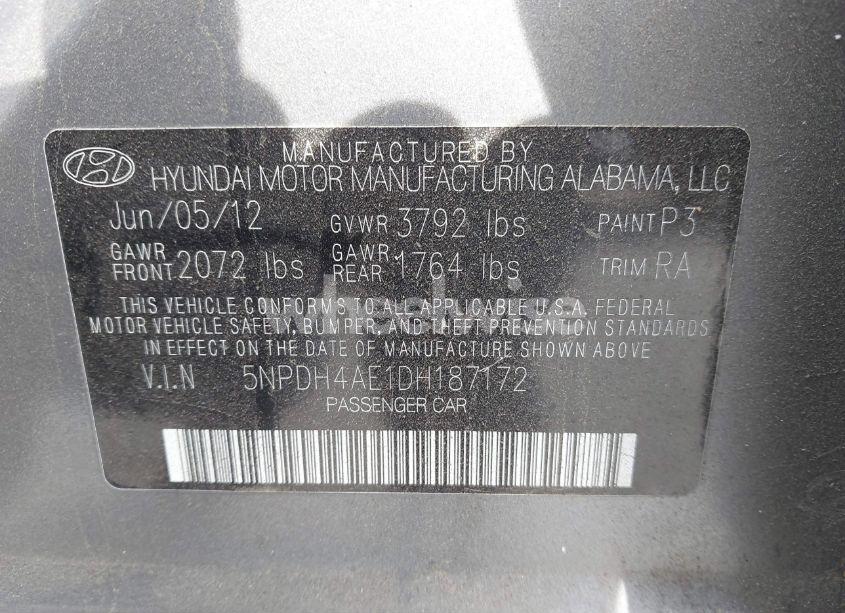 MANUFACTURED BY
HYUNDAI MOTOR MANUFACTURING ALABAMA, LLC
Jun/05/12 GVWR 3792 lbs PAINT P3
GAWR FRONT 2072 lbs GAWR REAR 1764 lbs TRIM RA
THIS VEHICLE CONFORMS TO ALL APPLICABLE U.S.A. FEDERAL
MOTOR VEHICLE SAFETY, BUMPER, AND THEFT PREVENTION STANDARDS
IN EFFECT ON THE DATE OF MANUFACTURE SHOWN ABOVE
V.I.N 5NPDH4AE1DH187172
PASSENGER CAR